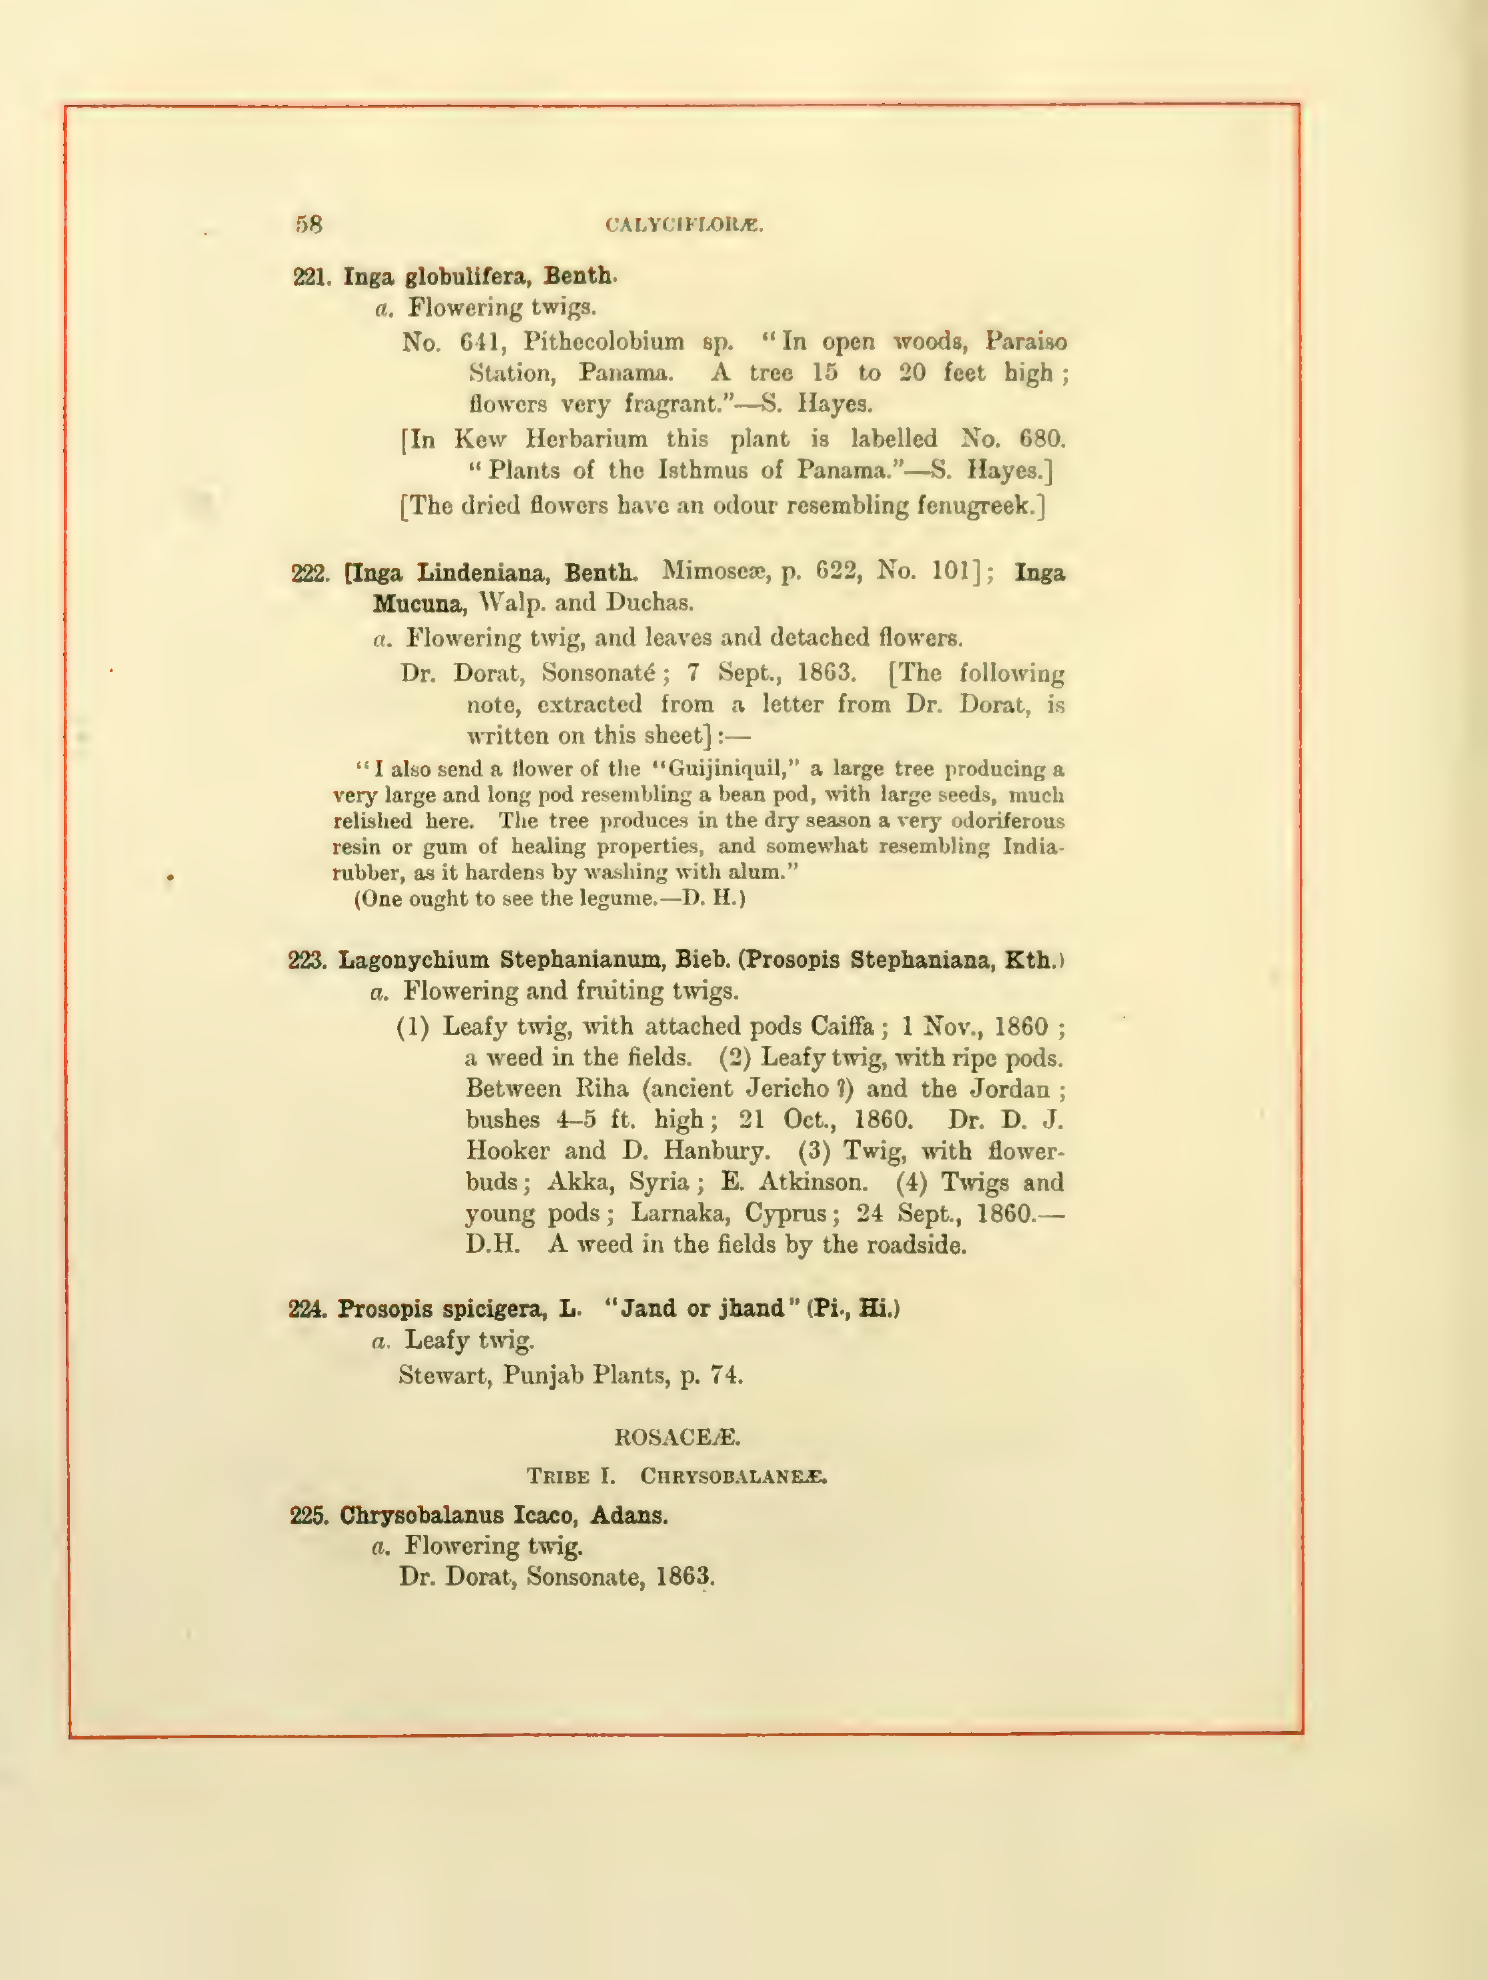 58 CALYCIFLORÆ.
221. Inga globulifera, Benth.
a. Flowering twigs.
No. 641, Pithecolobium sp. “In open woods, Paraiso
Station, Panama. A tree 15 to 20 feet high ;
flowers very fragrant.”—S. Hayes.
[In Kew Herbarium this plant is labelled No. 680.
“Plants of the Isthmus of Panama.”—S. Hayes.]
[The dried flowers have an odour resembling fenugreek.]
222. [Inga Lindeniana, Benth. Mimoseæ, p. 622, No. 101]; Inga
Mucuna, Walp. and Duchas.
a. Flowering twig, and leaves and detached flowers.
Dr. Dorat, Sonsonaté ; 7 Sept., 1863. [The following
note, extracted from a letter from Dr. Dorat, is
written on this sheet] :—
“I also send a flower of the “Guijiniquil,” a large tree producing a
very large and long pod resembling a bean pod, with large seeds, much
relished here. The tree produces in the dry season a very odoriferous
resin or gum of healing properties, and somewhat resembling India-
rubber, as it hardens by washing with alum.”
(One ought to see the legume.—D. H.)
223. Lagonychium Stephanianum, Bieb. (Prosopis Stephaniana, Kth.)
a. Flowering and fruiting twigs.
(1) Leafy twig, with attached pods Caiffa ; 1 Nov., 1860 ;
a weed in the fields. (2) Leafy twig, with ripe pods.
Between Riha (ancient Jericho ?) and the Jordan ;
bushes 4–5 ft. high ; 21 Oct., 1860. Dr. D. J.
Hooker and D. Hanbury. (3) Twig, with flower-
buds ; Akka, Syria ; E. Atkinson. (4) Twigs and
young pods ; Larnaka, Cyprus ; 24 Sept., 1860.—
D.H. A weed in the fields by the roadside.
224. Prosopis spicigera, L. “Jand or jhand” (Pi., Hi.)
a. Leafy twig.
Stewart, Punjab Plants, p. 74.
ROSACEÆ.
TRIBE I. CHRYSOBALANEÆ.
225. Chrysobalanus Icaco, Adans.
a. Flowering twig.
Dr. Dorat, Sonsonate, 1863.